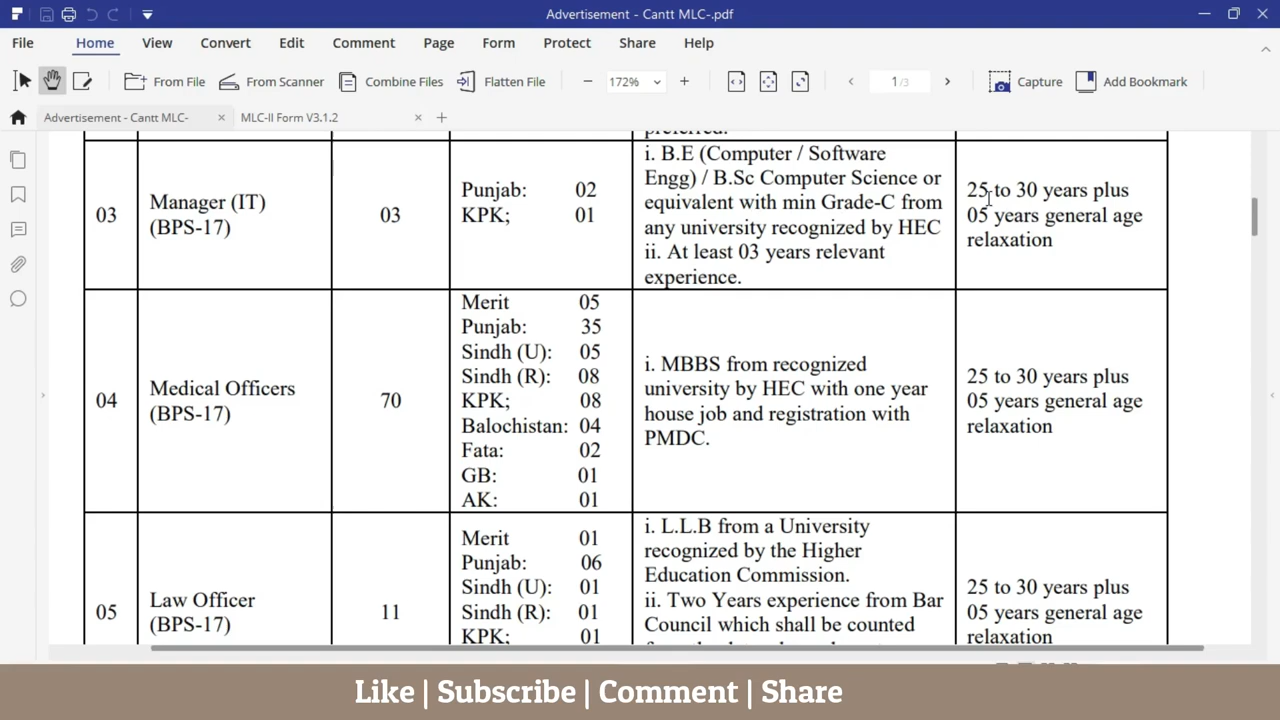 Advertisement - Cantt MLC-.pdf
File Home View Convert Edit Comment Page Form Protect Share Help
From File From Scanner Combine Files Flatten File 172% 1/3 Capture Add Bookmark
Advertisement - Cantt MLC- MLC-II Form V3.1.2
preferred.
03
Manager (IT)
(BPS-17)
03
Punjab: 02
KPK; 01
i. B.E (Computer / Software
Engg) / B.Sc Computer Science or
equivalent with min Grade-C from
any university recognized by HEC
ii. At least 03 years relevant
experience.
25 to 30 years plus
05 years general age
relaxation
04
Medical Officers
(BPS-17)
70
Merit 05
Punjab: 35
Sindh (U): 05
Sindh (R): 08
KPK; 08
Balochistan: 04
Fata: 02
GB: 01
AK: 01
i. MBBS from recognized
university by HEC with one year
house job and registration with
PMDC.
25 to 30 years plus
05 years general age
relaxation
05
Law Officer
(BPS-17)
11
Merit 01
Punjab: 06
Sindh (U): 01
Sindh (R): 01
KPK; 01
i. L.L.B from a University
recognized by the Higher
Education Commission.
ii. Two Years experience from Bar
Council which shall be counted
25 to 30 years plus
05 years general age
relaxation
Like | Subscribe | Comment | Share